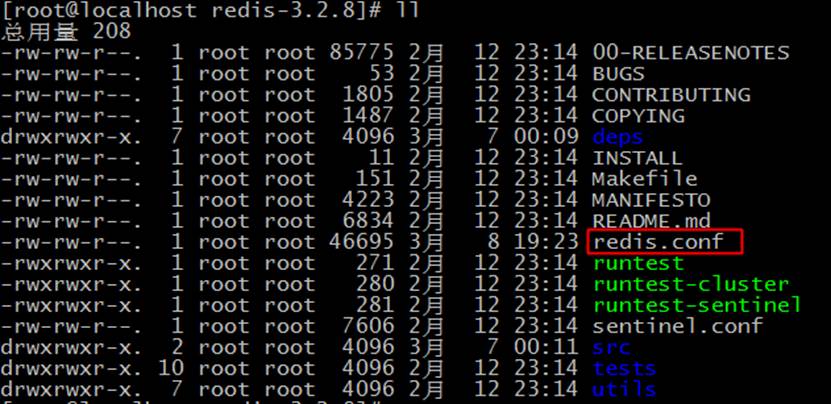 [root@localhost redis-3.2.8]# ll
总用量 208
-rw-rw-r--. 1 root root 85775 2月 12 23:14 00-RELEASENOTES
-rw-rw-r--. 1 root root 53 2月 12 23:14 BUGS
-rw-rw-r--. 1 root root 1805 2月 12 23:14 CONTRIBUTING
-rw-rw-r--. 1 root root 1487 2月 12 23:14 COPYING
drwxrwxr-x. 7 root root 4096 3月 7 00:09 deps
-rw-rw-r--. 1 root root 11 2月 12 23:14 INSTALL
-rw-rw-r--. 1 root root 151 2月 12 23:14 Makefile
-rw-rw-r--. 1 root root 4223 2月 12 23:14 MANIFESTO
-rw-rw-r--. 1 root root 6834 2月 12 23:14 README.md
-rw-rw-r--. 1 root root 46695 3月 8 19:23 redis.conf
-rwxrwxr-x. 1 root root 271 2月 12 23:14 runtest
-rwxrwxr-x. 1 root root 280 2月 12 23:14 runtest-cluster
-rwxrwxr-x. 1 root root 281 2月 12 23:14 runtest-sentinel
-rw-rw-r--. 1 root root 7606 2月 12 23:14 sentinel.conf
drwxrwxr-x. 2 root root 4096 3月 7 00:11 src
drwxrwxr-x. 10 root root 4096 2月 12 23:14 tests
drwxrwxr-x. 7 root root 4096 2月 12 23:14 utils
[root@localhost redis-3.2.8]#